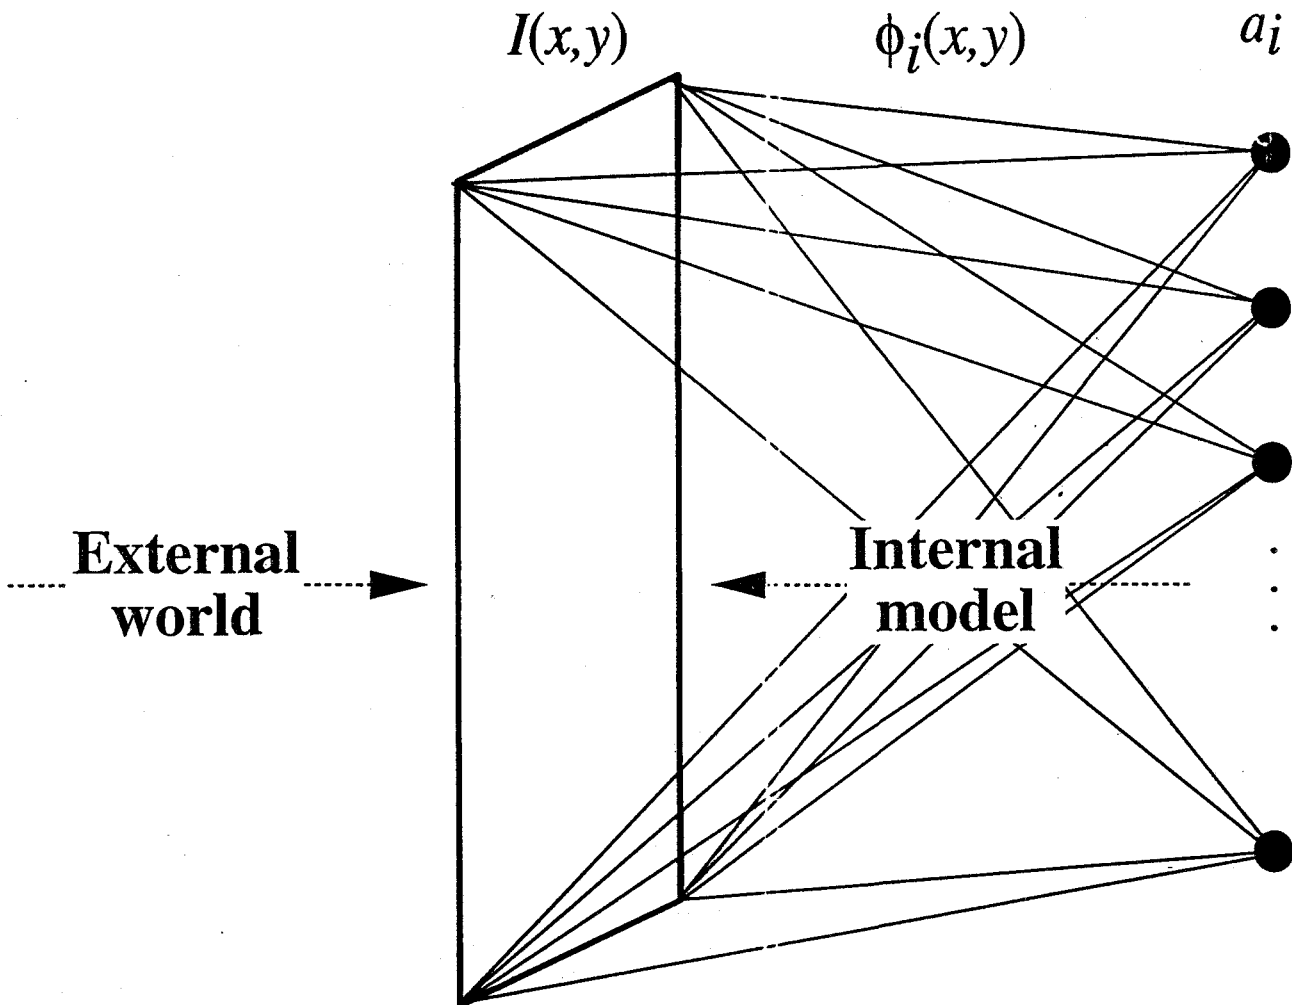 I(x,y)
ϕi(x,y)
ai
External
world
Internal
model